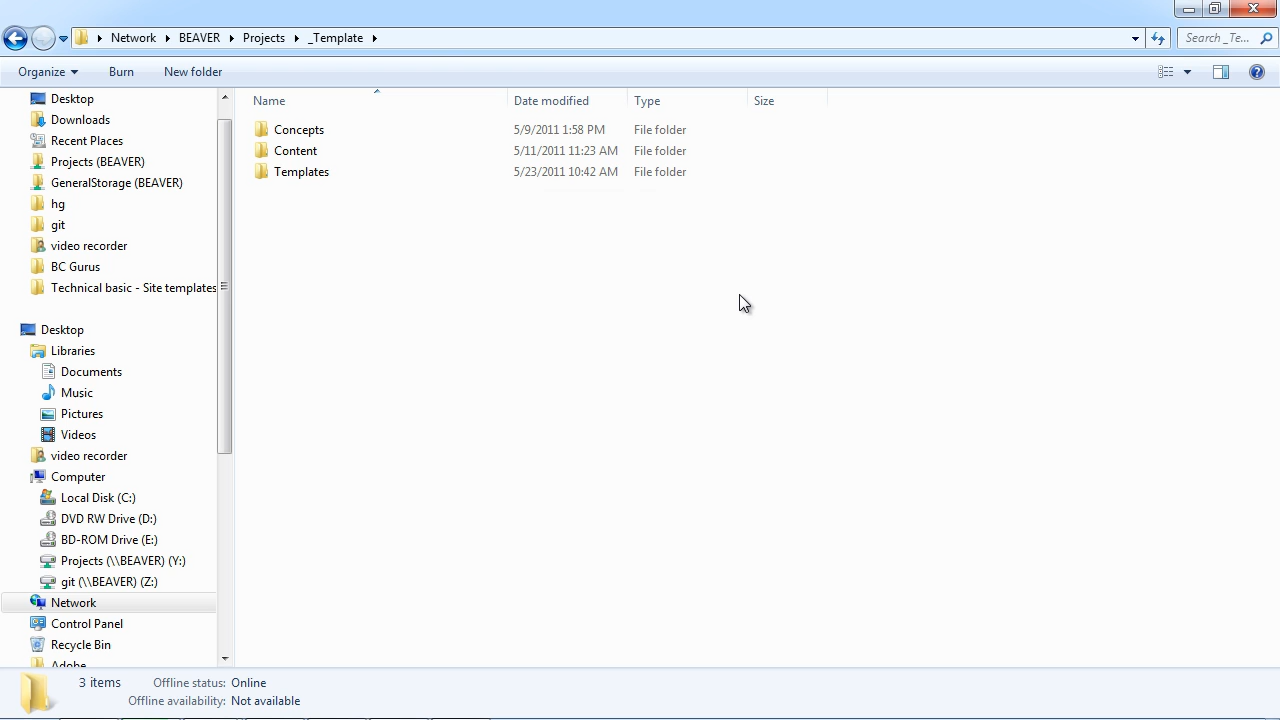 Network BEAVER Projects _Template
Search _Te...
Organize Burn New folder
Name Date modified Type Size
Concepts 5/9/2011 1:58 PM File folder
Content 5/11/2011 11:23 AM File folder
Templates 5/23/2011 10:42 AM File folder
Desktop
Downloads
Recent Places
Projects (BEAVER)
GeneralStorage (BEAVER)
hg
git
video recorder
BC Gurus
Technical basic - Site templates
Desktop
Libraries
Documents
Music
Pictures
Videos
video recorder
Computer
Local Disk (C:)
DVD RW Drive (D:)
BD-ROM Drive (E:)
Projects (\\BEAVER) (Y:)
git (\\BEAVER) (Z:)
Network
Control Panel
Recycle Bin
Adobe
3 items Offline status: Online
Offline availability: Not available